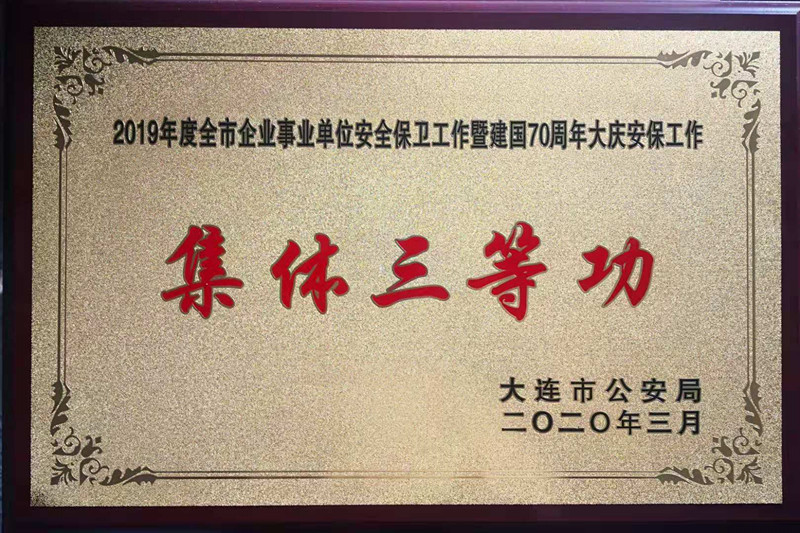 2019年度全市企业事业单位安全保卫工作暨建国70周年大庆安保工作
集体三等功
大连市公安局
二〇二〇年三月